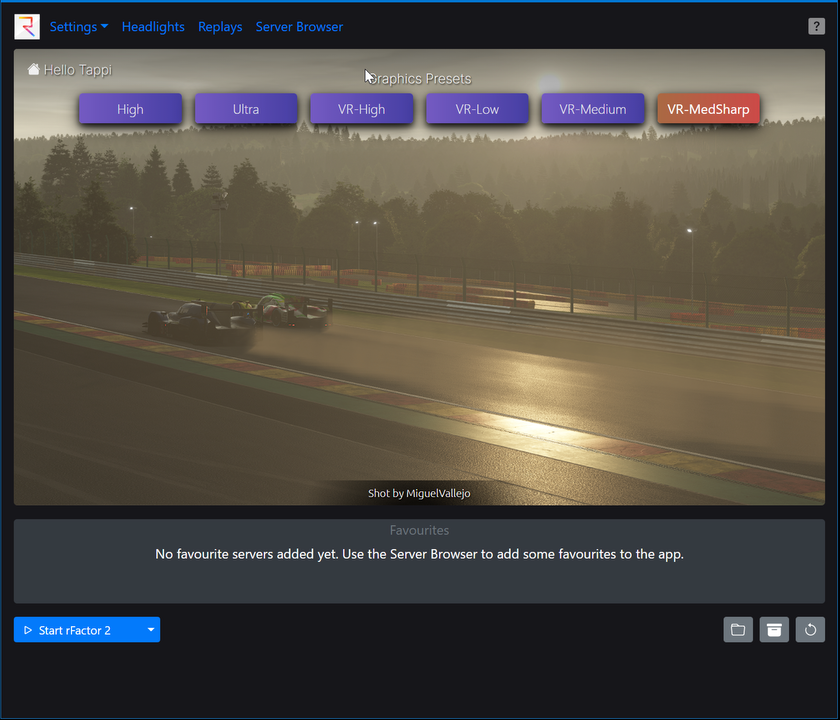 Settings Headlights Replays Server Browser ?
Hello Tappi
Graphics Presets
High Ultra VR-High VR-Low VR-Medium VR-MedSharp
Shot by MiguelVallejo
Favourites
No favourite servers added yet. Use the Server Browser to add some favourites to the app.
Start rFactor 2